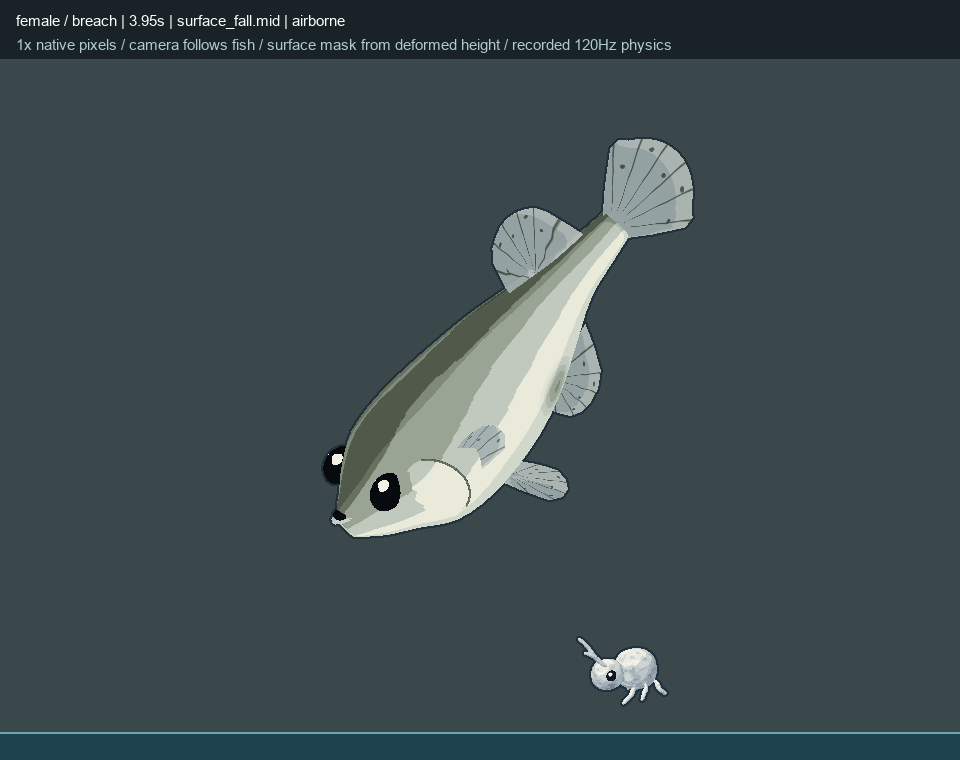 female / breach | 3.95s | surface_fall.mid | airborne
1x native pixels / camera follows fish / surface mask from deformed height / recorded 120Hz physics